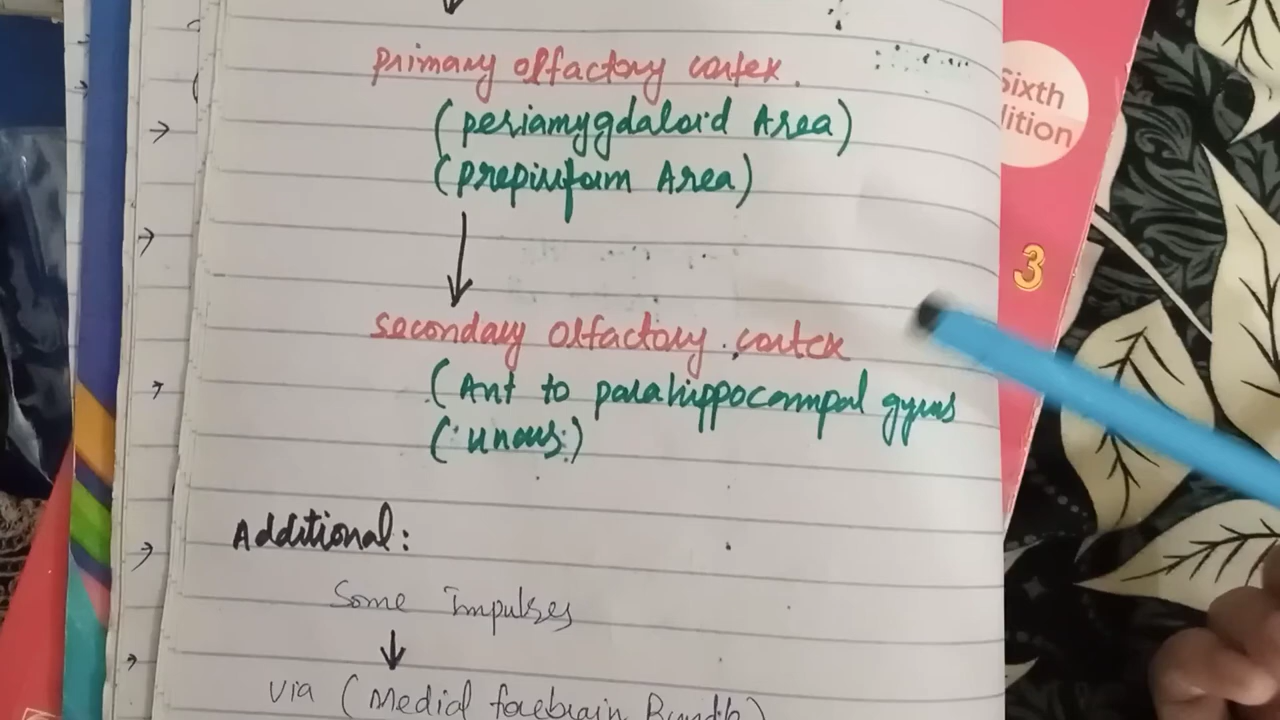 Primary olfactory cortex.
(periamygdaloid Area)
(prepiriform Area)
Secondary olfactory cortex
(Ant to parahippocampal gyrus
(uncus)
Additional:
Some Impulses
via (Medial forebrain Bundle)
Sixth
dition
3